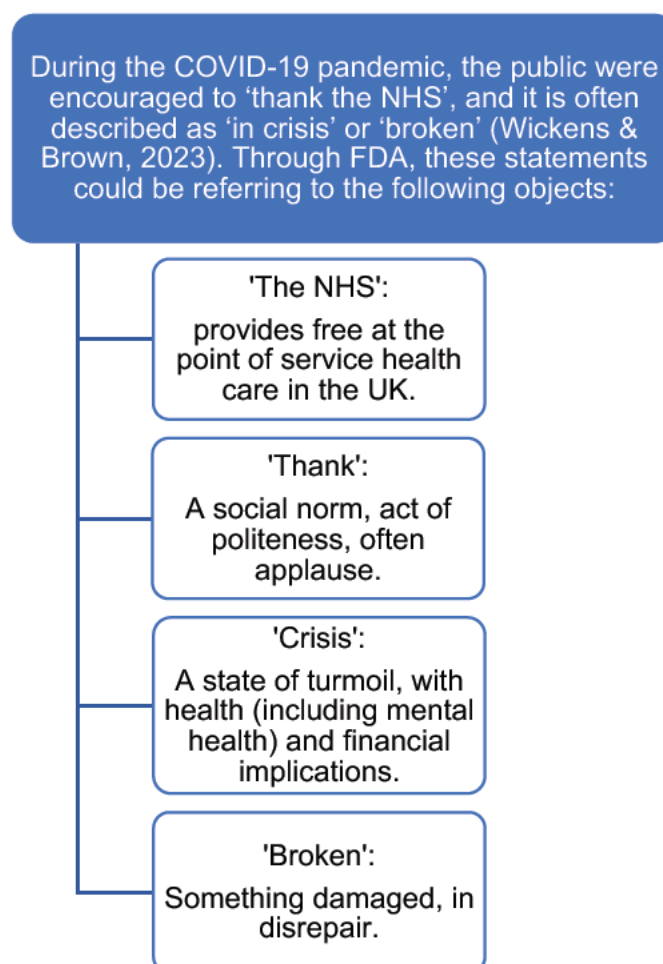 During the COVID-19 pandemic, the public were
encouraged to ‘thank the NHS’, and it is often
described as ‘in crisis’ or ‘broken’ (Wickens &
Brown, 2023). Through FDA, these statements
could be referring to the following objects:
'The NHS':
provides free at the
point of service health
care in the UK.
'Thank':
A social norm, act of
politeness, often
applause.
'Crisis':
A state of turmoil, with
health (including mental
health) and financial
implications.
'Broken':
Something damaged, in
disrepair.